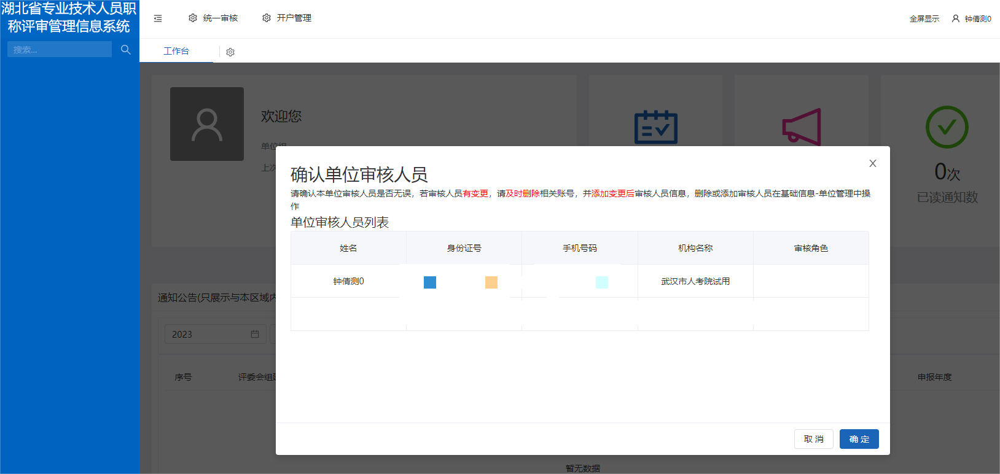 湖北省专业技术人员职
称评审管理信息系统
搜索...
统一审核
开户管理
全屏显示
钟倩测0
工作台
欢迎您
单位组
上次
0次
已读通知数
确认单位审核人员
请确认本单位审核人员是否无误，若审核人员有变更，请及时删除相关账号，并添加变更后审核人员信息，删除或添加审核人员在基础信息-单位管理中操
作
单位审核人员列表
姓名 身份证号 手机号码 机构名称 审核角色
钟倩测0 武汉市人考院试用
通知公告(只展示与本区域内
2023
序号 评委会组 申报年度
取 消 确 定
暂无数据